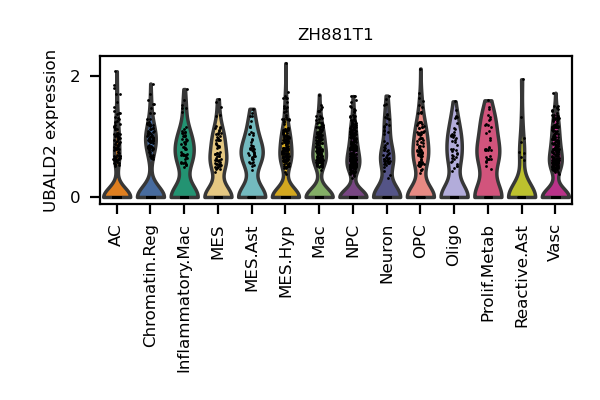 ZH881T1
UBALD2 expression
2
0
AC
Chromatin.Reg
Inflammatory.Mac
MES
MES.Ast
MES.Hyp
Mac
NPC
Neuron
OPC
Oligo
Prolif.Metab
Reactive.Ast
Vasc